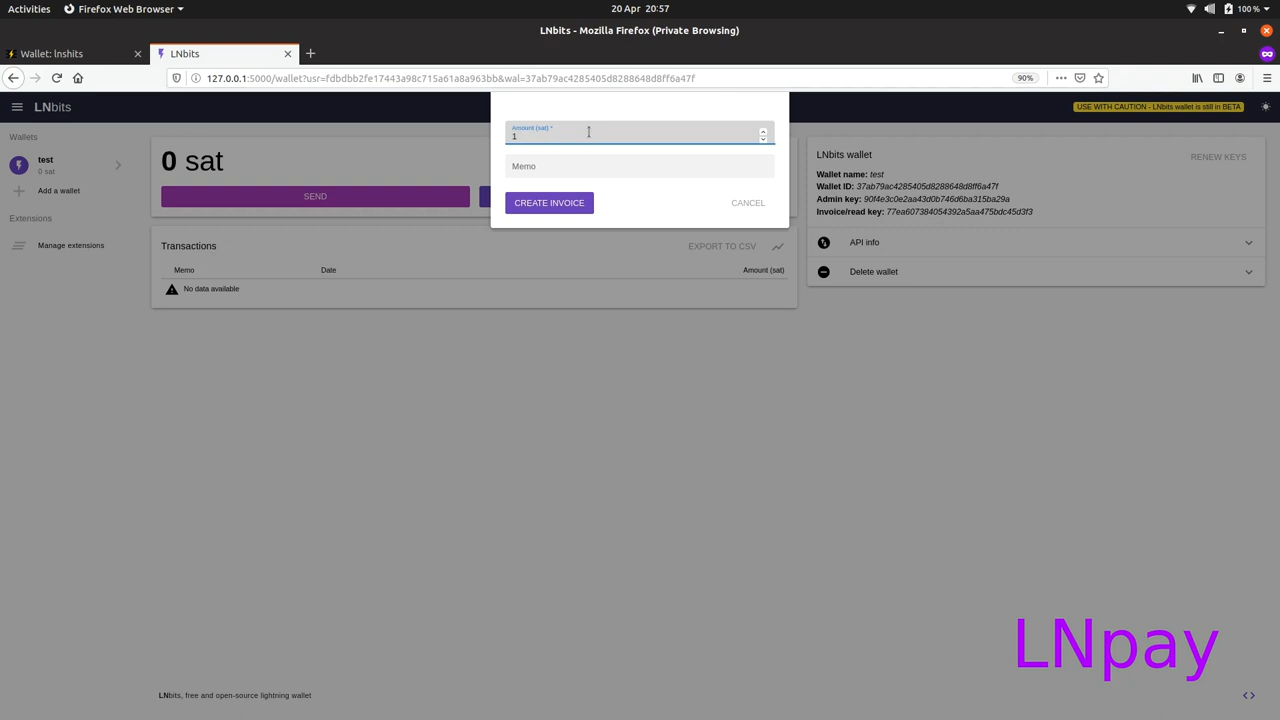 Activities Firefox Web Browser 20 Apr 20:57 100 %
LNbits - Mozilla Firefox (Private Browsing)
Wallet: lnshits LNbits
127.0.0.1:5000/wallet?usr=fdbdbb2fe17443a98c715a61a8a963bb&wal=37ab79ac4285405d8288648d8ff6a47f 90%
LNbits USE WITH CAUTION - LNbits wallet is still in BETA
Wallets
test
0 sat
Add a wallet
Extensions
Manage extensions
0 sat
SEND
Amount (sat) *
1
Memo
CREATE INVOICE CANCEL
Transactions EXPORT TO CSV
Memo Date Amount (sat)
No data available
LNbits wallet RENEW KEYS
Wallet name: test
Wallet ID: 37ab79ac4285405d8288648d8ff6a47f
Admin key: 90f4e3c0e2aa43d0b746d6ba315ba29a
Invoice/read key: 77ea607384054392a5aa475bdc45d3f3
API info
Delete wallet
LNpay
LNbits, free and open-source lightning wallet